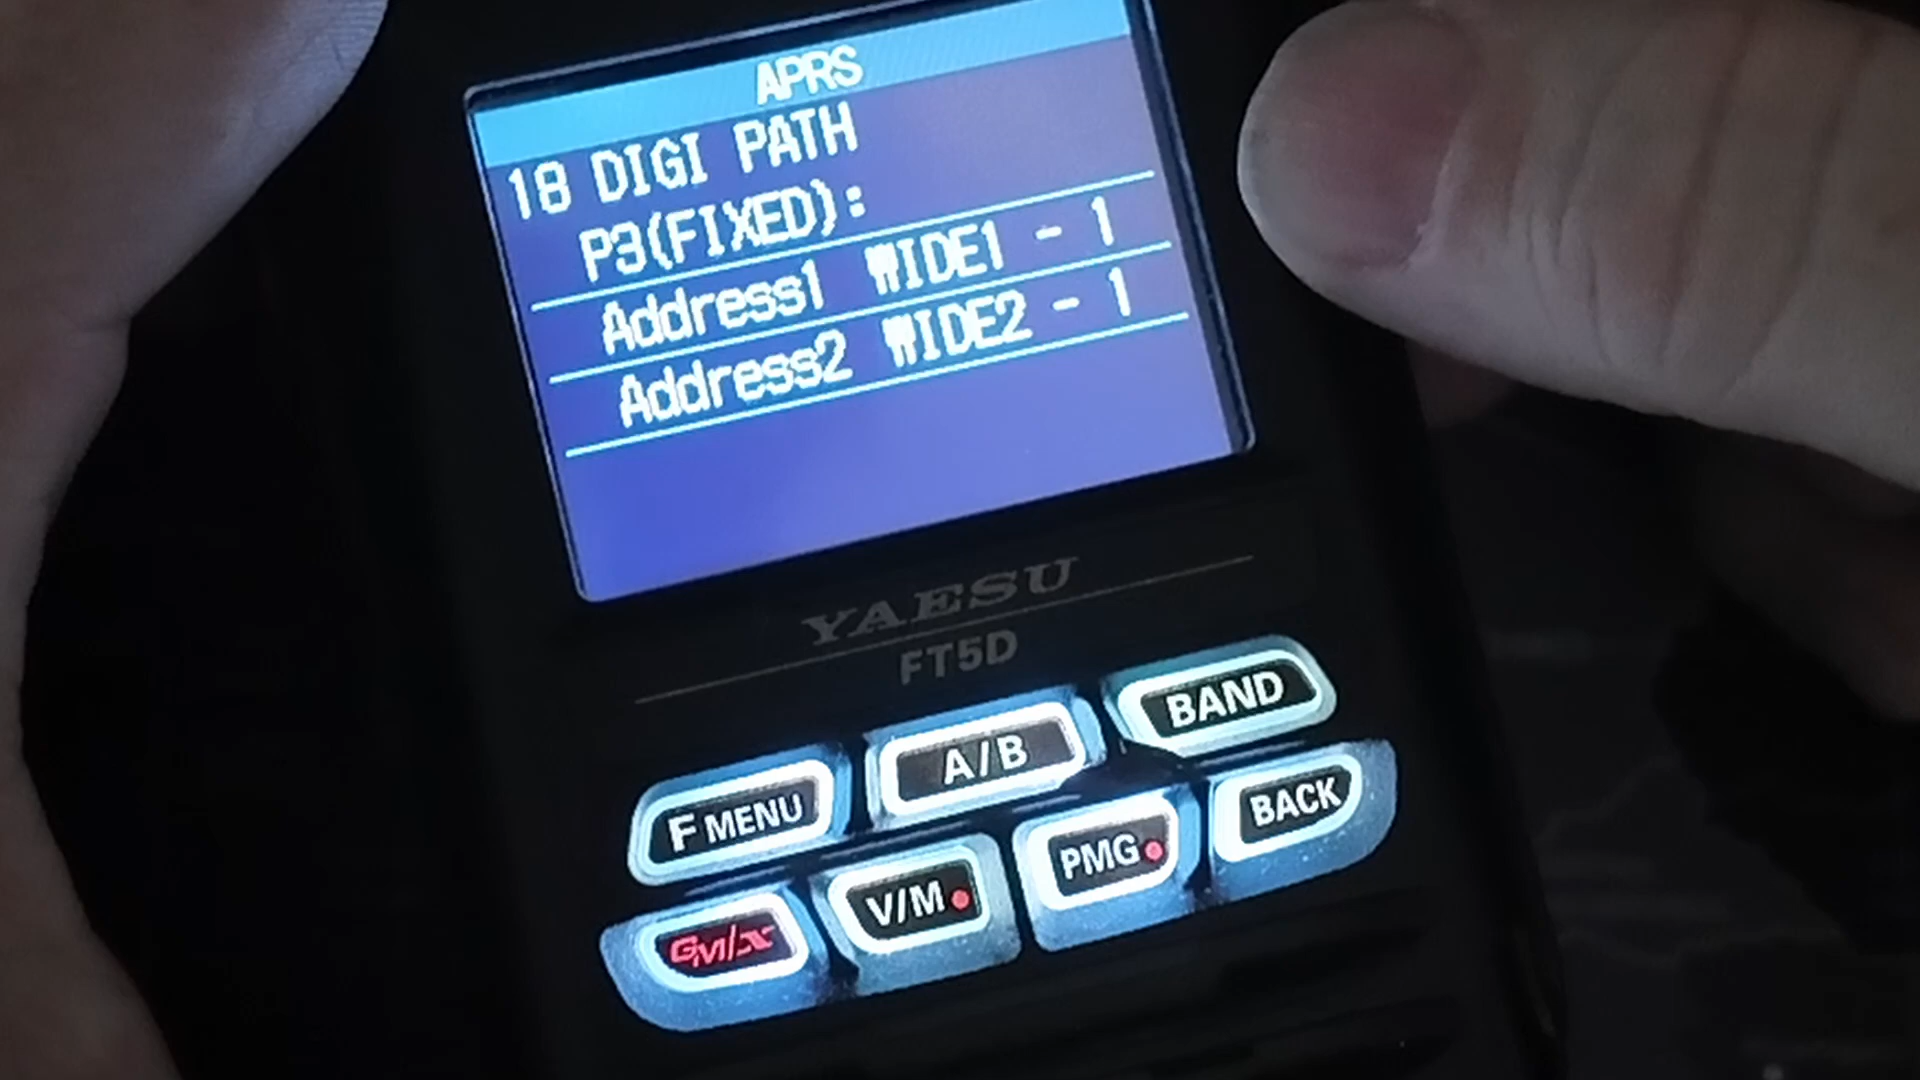 APRS
18 DIGI PATH
P3(FIXED):
Address1 WIDE1 - 1
Address2 WIDE2 - 1
YAESU
FT5D
F MENU
A/B
BAND
GM/X
V/M
PMG
BACK